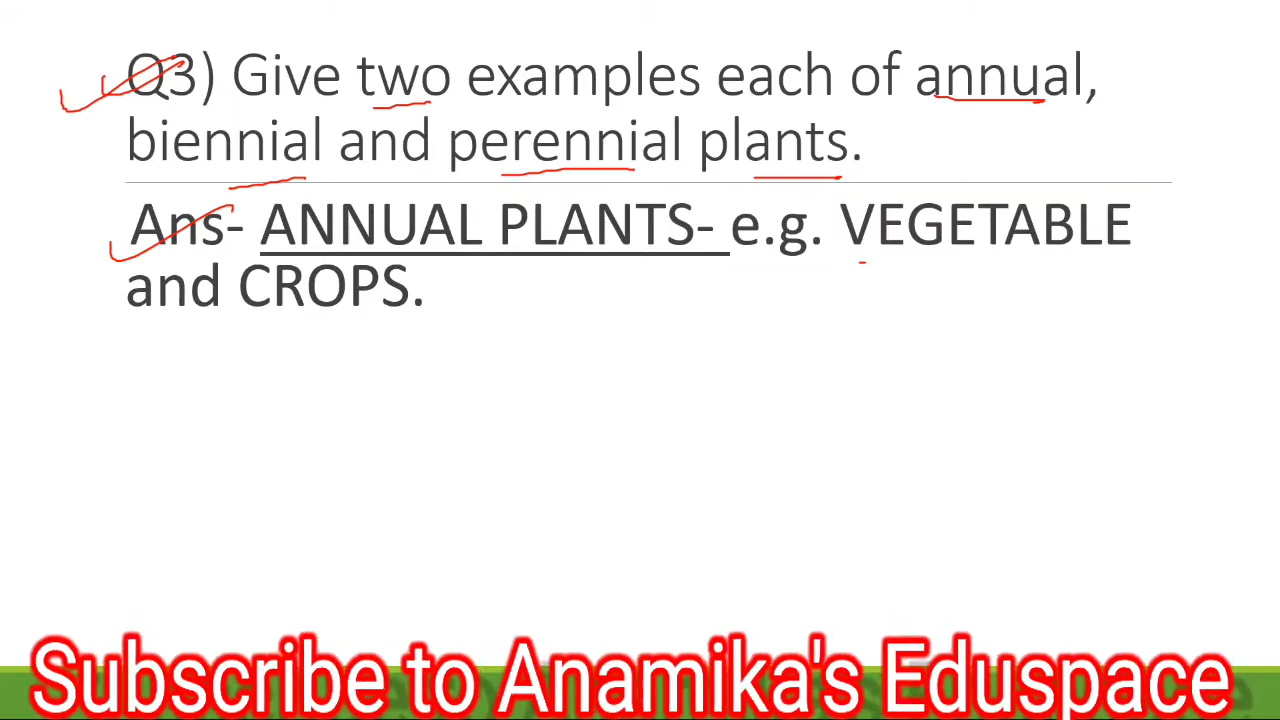 Q3) Give two examples each of annual,
biennial and perennial plants.
Ans- ANNUAL PLANTS- e.g. VEGETABLE
and CROPS.
Subscribe to Anamika's Eduspace